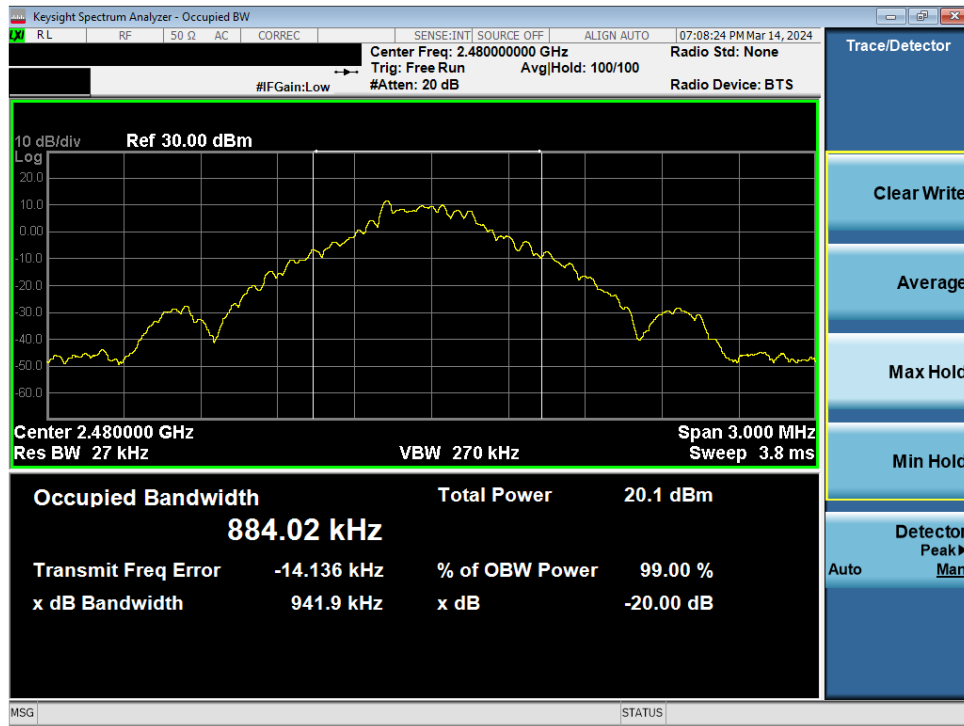 Keysight Spectrum Analyzer - Occupied BW
LXI RL RF 50 Ω AC CORREC SENSE:INT SOURCE OFF ALIGN AUTO 07:08:24 PM Mar 14, 2024
Center Freq: 2.480000000 GHz Radio Std: None
Trig: Free Run Avg|Hold: 100/100
#IFGain:Low #Atten: 20 dB Radio Device: BTS
Trace/Detector
10 dB/div Ref 30.00 dBm
Log
20.0
10.0
0.00
-10.0
-20.0
-30.0
-40.0
-50.0
-60.0
Center 2.480000 GHz Span 3.000 MHz
Res BW 27 kHz VBW 270 kHz Sweep 3.8 ms
Occupied Bandwidth Total Power 20.1 dBm
884.02 kHz
Transmit Freq Error -14.136 kHz % of OBW Power 99.00 %
x dB Bandwidth 941.9 kHz x dB -20.00 dB
Clear Write
Average
Max Hold
Min Hold
Detector
Peak▶
Auto Man
MSG STATUS